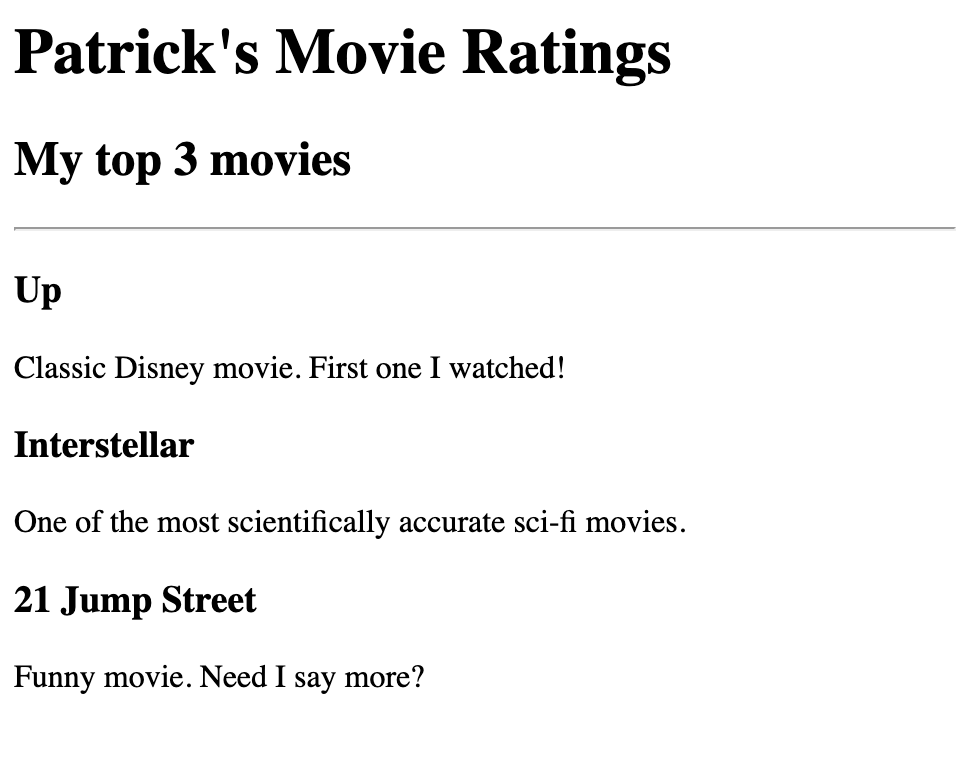 Patrick's Movie Ratings
My top 3 movies
Up
Classic Disney movie. First one I watched!
Interstellar
One of the most scientifically accurate sci-fi movies.
21 Jump Street
Funny movie. Need I say more?